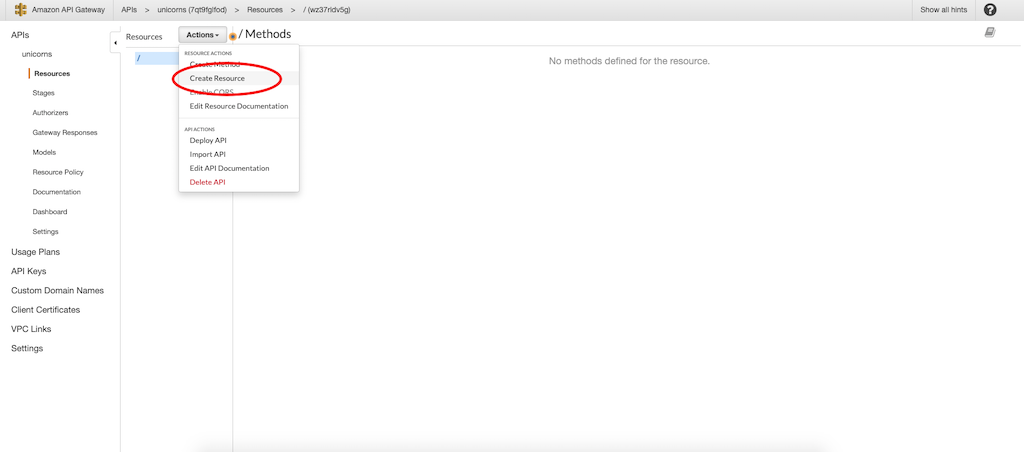 Amazon API Gateway
APIs > unicorns (7qt9fglfod) > Resources > / (wz37rldv5g)
Show all hints
?
APIs
unicorns
Resources
Stages
Authorizers
Gateway Responses
Models
Resource Policy
Documentation
Dashboard
Settings
Usage Plans
API Keys
Custom Domain Names
Client Certificates
VPC Links
Settings
Resources
Actions
/
RESOURCE ACTIONS
Create Method
Create Resource
Enable CORS
Edit Resource Documentation
API ACTIONS
Deploy API
Import API
Edit API Documentation
Delete API
/ Methods
No methods defined for the resource.